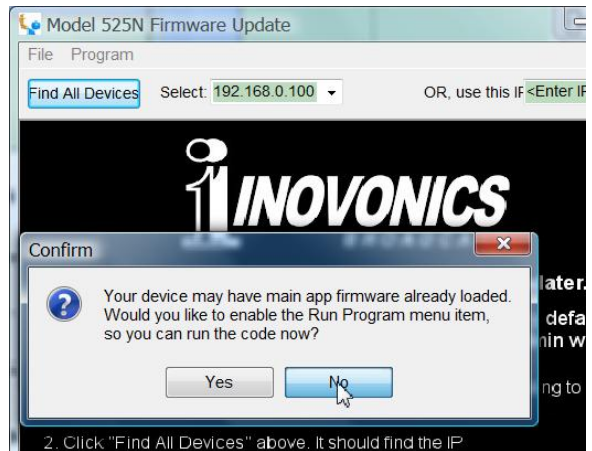 Model 525N Firmware Update
File Program
Find All Devices Select: 192.168.0.100 OR, use this IP <Enter IP
INOVONICS
BROADCAST
Confirm
later.
Your device may have main app firmware already loaded.
Would you like to enable the Run Program menu item,
so you can run the code now?
defa
min w
Yes No
ng to
2. Click "Find All Devices" above. It should find the IP